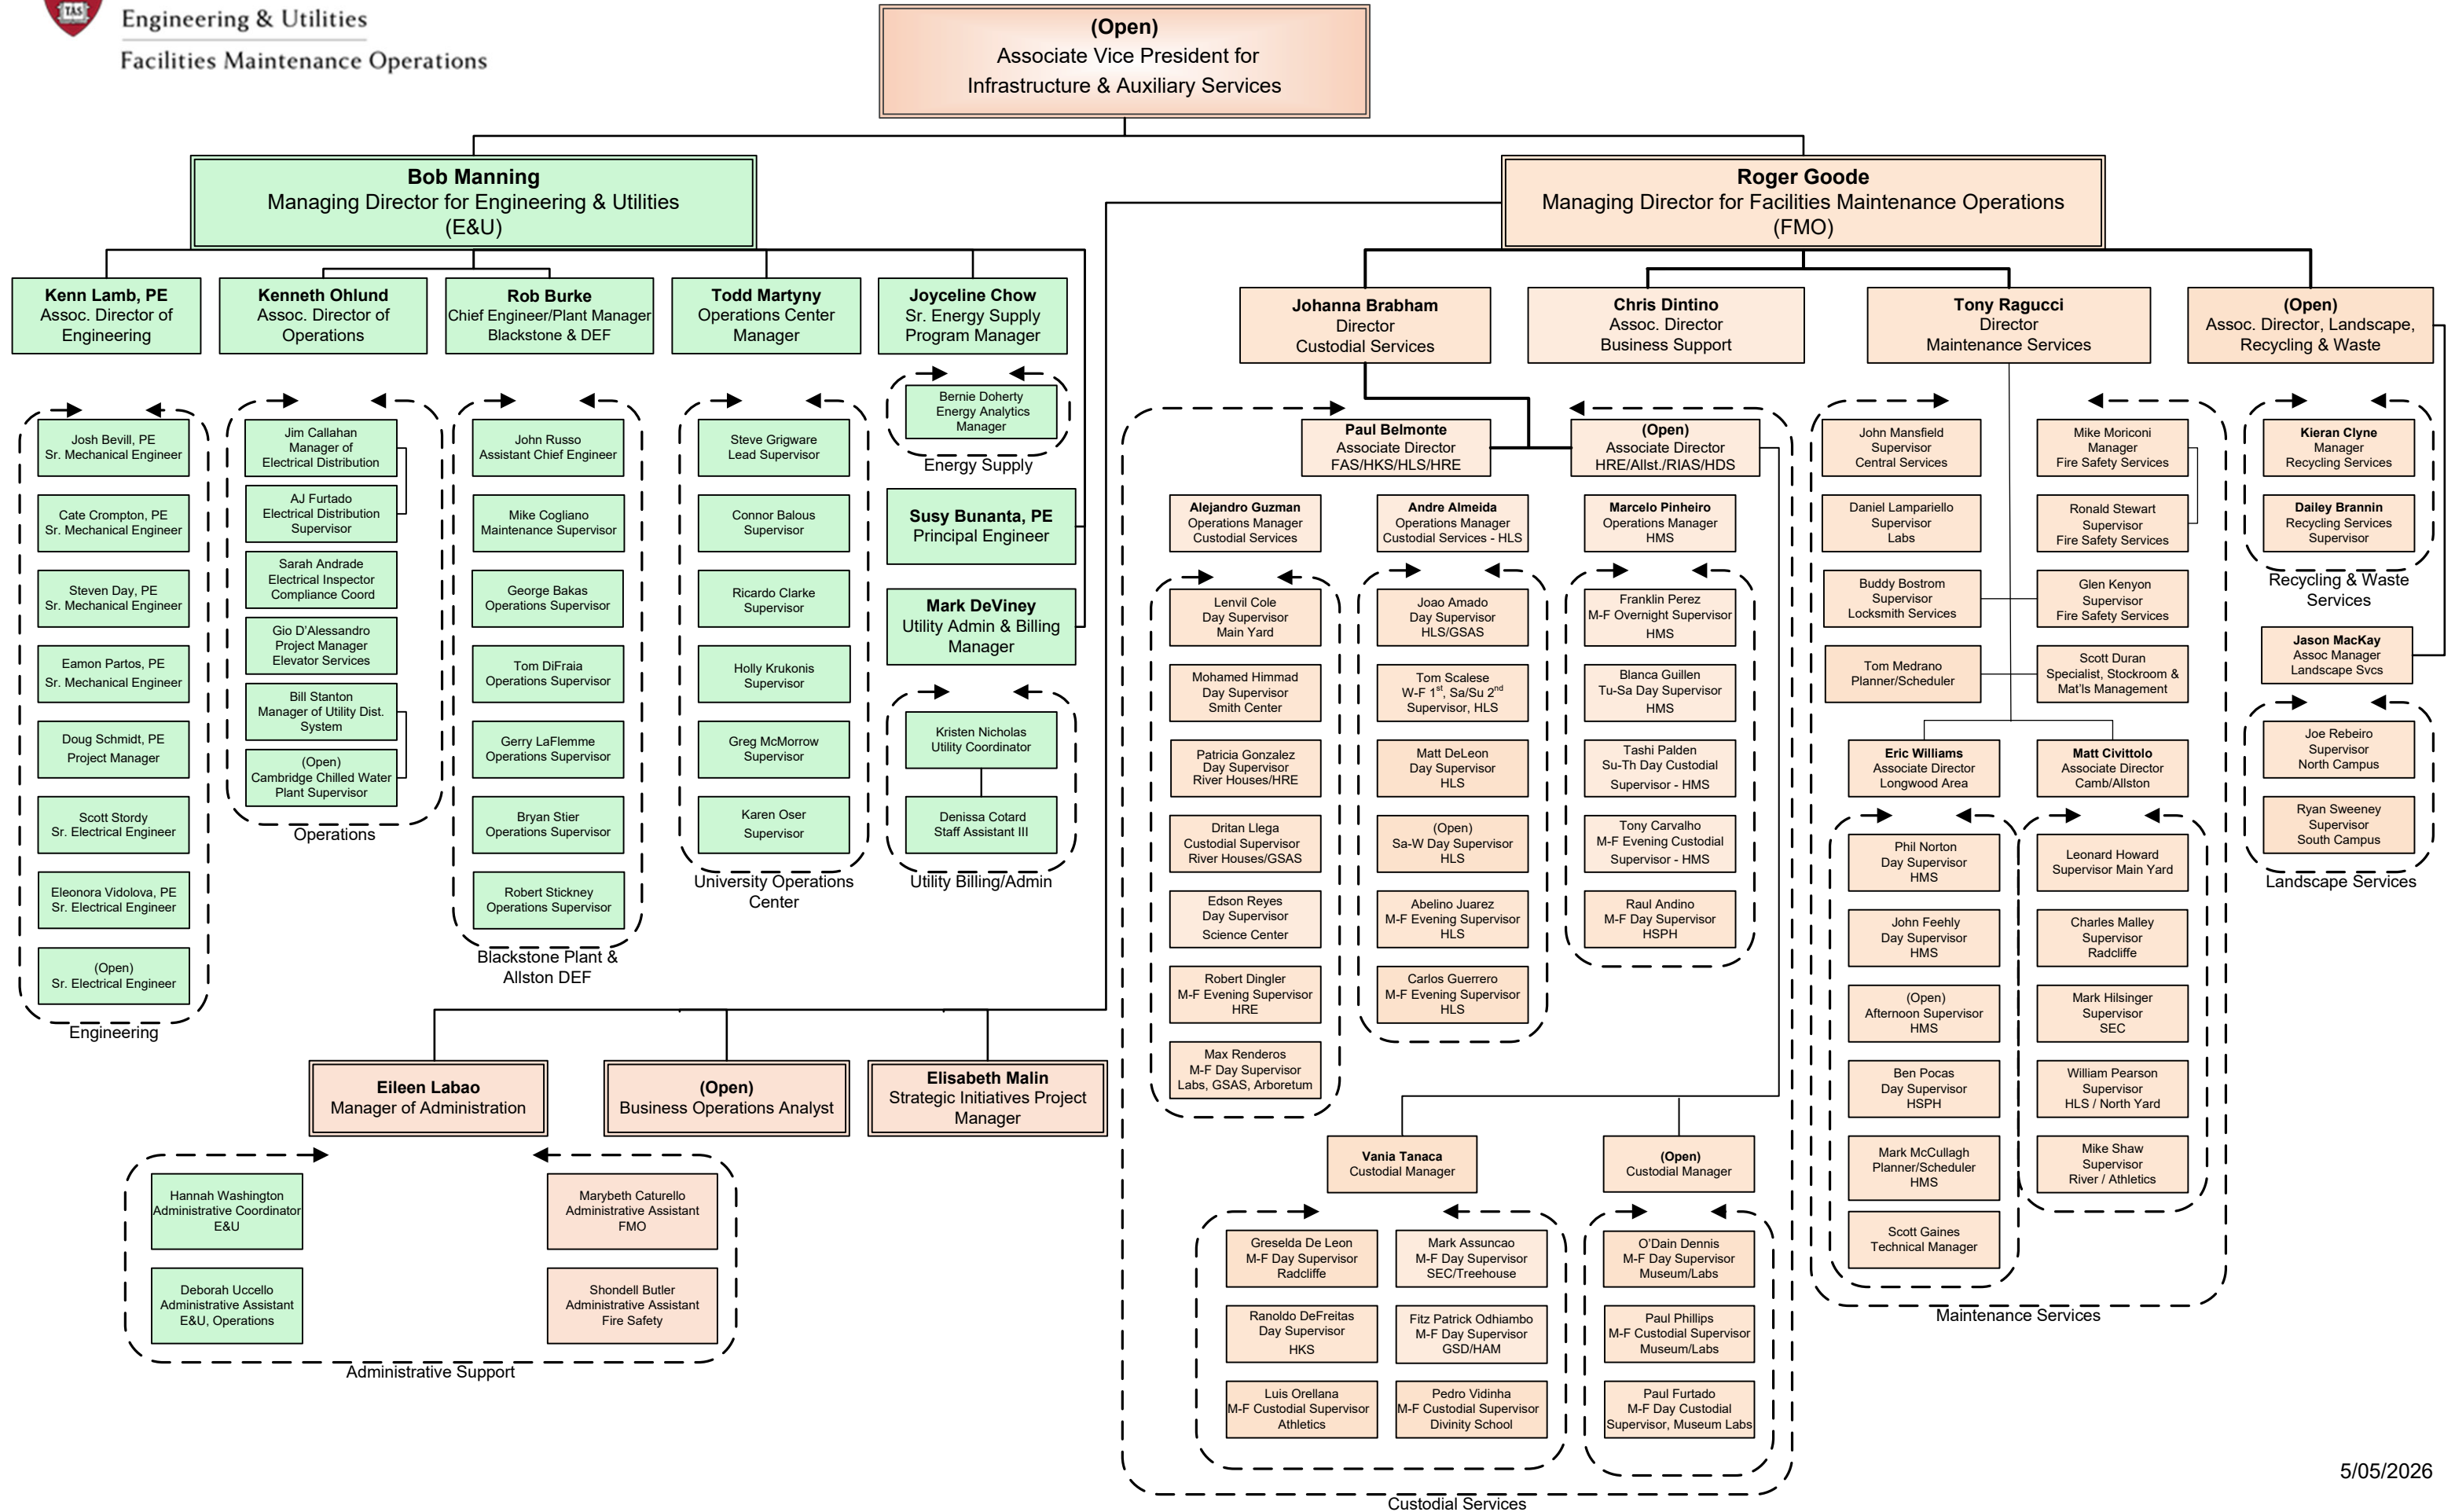 TAS
Engineering & Utilities
Facilities Maintenance Operations
(Open)
Associate Vice President for
Infrastructure & Auxiliary Services
Bob Manning
Managing Director for Engineering & Utilities
(E&U)
Roger Goode
Managing Director for Facilities Maintenance Operations
(FMO)
Kenn Lamb, PE
Assoc. Director of
Engineering
Kenneth Ohlund
Assoc. Director of
Operations
Rob Burke
Chief Engineer/Plant Manager
Blackstone & DEF
Todd Martyny
Operations Center
Manager
Joyceline Chow
Sr. Energy Supply
Program Manager
Johanna Brabham
Director
Custodial Services
Chris Dintino
Assoc. Director
Business Support
Tony Ragucci
Director
Maintenance Services
(Open)
Assoc. Director, Landscape,
Recycling & Waste
Josh Bevill, PE
Sr. Mechanical Engineer
Cate Crompton, PE
Sr. Mechanical Engineer
Steven Day, PE
Sr. Mechanical Engineer
Eamon Partos, PE
Sr. Mechanical Engineer
Doug Schmidt, PE
Project Manager
Scott Stordy
Sr. Electrical Engineer
Eleonora Vidolova, PE
Sr. Electrical Engineer
(Open)
Sr. Electrical Engineer
Engineering
Jim Callahan
Manager of
Electrical Distribution
AJ Furtado
Electrical Distribution
Supervisor
Sarah Andrade
Electrical Inspector
Compliance Coord
Gio D'Alessandro
Project Manager
Elevator Services
Bill Stanton
Manager of Utility Dist.
System
(Open)
Cambridge Chilled Water
Plant Supervisor
Operations
John Russo
Assistant Chief Engineer
Mike Cogliano
Maintenance Supervisor
George Bakas
Operations Supervisor
Tom DiFraia
Operations Supervisor
Gerry LaFlemme
Operations Supervisor
Bryan Stier
Operations Supervisor
Robert Stickney
Operations Supervisor
Blackstone Plant &
Allston DEF
Steve Grigware
Lead Supervisor
Connor Balous
Supervisor
Ricardo Clarke
Supervisor
Holly Krukonis
Supervisor
Greg McMorrow
Supervisor
Karen Oser
Supervisor
University Operations
Center
Bernie Doherty
Energy Analytics
Manager
Energy Supply
Susy Bunanta, PE
Principal Engineer
Mark DeViney
Utility Admin & Billing
Manager
Kristen Nicholas
Utility Coordinator
Denissa Cotard
Staff Assistant III
Utility Billing/Admin
Eileen Labao
Manager of Administration
(Open)
Business Operations Analyst
Elisabeth Malin
Strategic Initiatives Project
Manager
Hannah Washington
Administrative Coordinator
E&U
Marybeth Caturello
Administrative Assistant
FMO
Deborah Uccello
Administrative Assistant
E&U, Operations
Shondell Butler
Administrative Assistant
Fire Safety
Administrative Support
Paul Belmonte
Associate Director
FAS/HKS/HLS/HRE
(Open)
Associate Director
HRE/Allst./RIAS/HDS
Alejandro Guzman
Operations Manager
Custodial Services
Andre Almeida
Operations Manager
Custodial Services - HLS
Marcelo Pinheiro
Operations Manager
HMS
Lenvil Cole
Day Supervisor
Main Yard
Mohamed Himmad
Day Supervisor
Smith Center
Patricia Gonzalez
Day Supervisor
River Houses/HRE
Dritan Llega
Custodial Supervisor
River Houses/GSAS
Edson Reyes
Day Supervisor
Science Center
Robert Dingler
M-F Evening Supervisor
HRE
Max Renderos
M-F Day Supervisor
Labs, GSAS, Arboretum
Joao Amado
Day Supervisor
HLS/GSAS
Tom Scalese
W-F 1st, Sa/Su 2nd
Supervisor, HLS
Matt DeLeon
Day Supervisor
HLS
(Open)
Sa-W Day Supervisor
HLS
Abelino Juarez
M-F Evening Supervisor
HLS
Carlos Guerrero
M-F Evening Supervisor
HLS
Franklin Perez
M-F Overnight Supervisor
HMS
Blanca Guillen
Tu-Sa Day Supervisor
HMS
Tashi Palden
Su-Th Day Custodial
Supervisor - HMS
Tony Carvalho
M-F Evening Custodial
Supervisor - HMS
Raul Andino
M-F Day Supervisor
HSPH
Vania Tanaca
Custodial Manager
(Open)
Custodial Manager
Greselda De Leon
M-F Day Supervisor
Radcliffe
Mark Assuncao
M-F Day Supervisor
SEC/Treehouse
Ranoldo DeFreitas
Day Supervisor
HKS
Fitz Patrick Odhiambo
M-F Day Supervisor
GSD/HAM
Luis Orellana
M-F Custodial Supervisor
Athletics
Pedro Vidinha
M-F Custodial Supervisor
Divinity School
O'Dain Dennis
M-F Day Supervisor
Museum/Labs
Paul Phillips
M-F Custodial Supervisor
Museum/Labs
Paul Furtado
M-F Day Custodial
Supervisor, Museum Labs
Custodial Services
John Mansfield
Supervisor
Central Services
Daniel Lampariello
Supervisor
Labs
Buddy Bostrom
Supervisor
Locksmith Services
Tom Medrano
Planner/Scheduler
Mike Moriconi
Manager
Fire Safety Services
Ronald Stewart
Supervisor
Fire Safety Services
Glen Kenyon
Supervisor
Fire Safety Services
Scott Duran
Specialist, Stockroom &
Mat'ls Management
Eric Williams
Associate Director
Longwood Area
Matt Civittolo
Associate Director
Camb/Allston
Phil Norton
Day Supervisor
HMS
John Feehly
Day Supervisor
HMS
(Open)
Afternoon Supervisor
HMS
Ben Pocas
Day Supervisor
HSPH
Mark McCullagh
Planner/Scheduler
HMS
Scott Gaines
Technical Manager
Leonard Howard
Supervisor Main Yard
Charles Malley
Supervisor
Radcliffe
Mark Hilsinger
Supervisor
SEC
William Pearson
Supervisor
HLS / North Yard
Mike Shaw
Supervisor
River / Athletics
Maintenance Services
Kieran Clyne
Manager
Recycling Services
Dailey Brannin
Recycling Services
Supervisor
Recycling & Waste
Services
Jason MacKay
Assoc Manager
Landscape Svcs
Joe Rebeiro
Supervisor
North Campus
Ryan Sweeney
Supervisor
South Campus
Landscape Services
5/05/2026